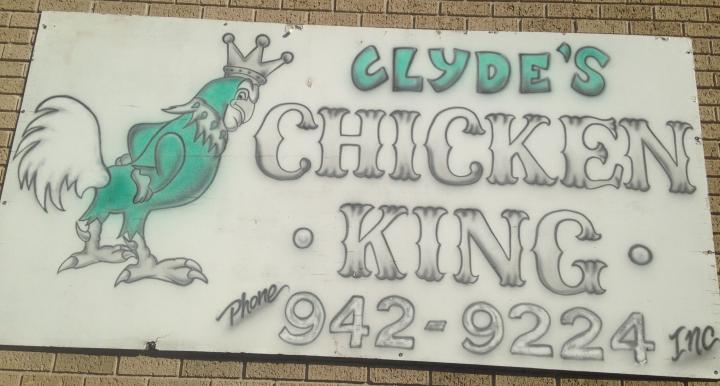 CLYDE'S
CHICKEN
• KING •
Phone 942-9224 Inc